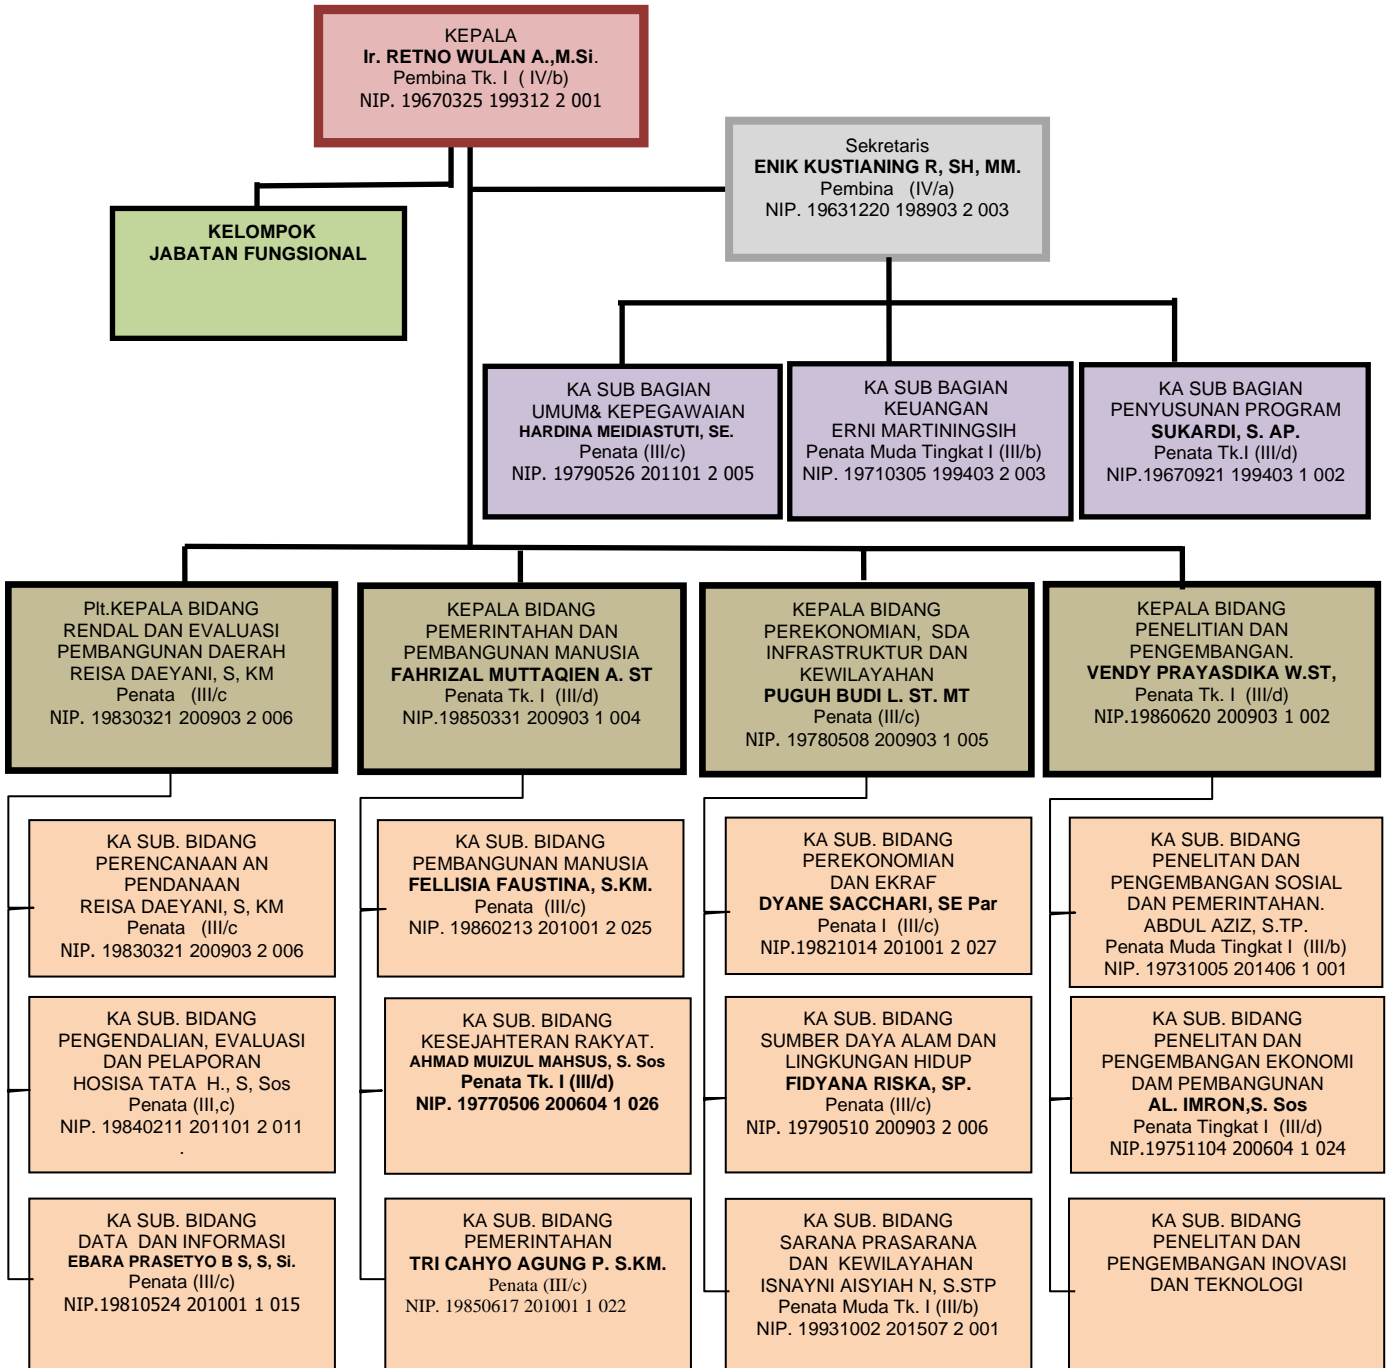 KEPALA
Ir. RETNO WULAN A.,M.Si.
Pembina Tk. I ( IV/b)
NIP. 19670325 199312 2 001
Sekretaris
ENIK KUSTIANING R, SH, MM.
Pembina (IV/a)
NIP. 19631220 198903 2 003
KELOMPOK
JABATAN FUNGSIONAL
KA SUB BAGIAN
UMUM& KEPEGAWAIAN
HARDINA MEIDIASTUTI, SE.
Penata (III/c)
NIP. 19790526 201101 2 005
KA SUB BAGIAN
KEUANGAN
ERNI MARTININGSIH
Penata Muda Tingkat I (III/b)
NIP. 19710305 199403 2 003
KA SUB BAGIAN
PENYUSUNAN PROGRAM
SUKARDI, S. AP.
Penata Tk.I (III/d)
NIP.19670921 199403 1 002
Plt.KEPALA BIDANG
RENDAL DAN EVALUASI
PEMBANGUNAN DAERAH
REISA DAEYANI, S, KM
Penata (III/c
NIP. 19830321 200903 2 006
KEPALA BIDANG
PEMERINTAHAN DAN
PEMBANGUNAN MANUSIA
FAHRIZAL MUTTAQIEN A. ST
Penata Tk. I (III/d)
NIP.19850331 200903 1 004
KEPALA BIDANG
PEREKONOMIAN, SDA
INFRASTRUKTUR DAN
KEWILAYAHAN
PUGUH BUDI L. ST. MT
Penata (III/c)
NIP. 19780508 200903 1 005
KEPALA BIDANG
PENELITIAN DAN
PENGEMBANGAN.
VENDY PRAYASDIKA W.ST,
Penata Tk. I (III/d)
NIP.19860620 200903 1 002
KA SUB. BIDANG
PERENCANAAN AN
PENDANAAN
REISA DAEYANI, S, KM
Penata (III/c
NIP. 19830321 200903 2 006
KA SUB. BIDANG
PEMBANGUNAN MANUSIA
FELLISIA FAUSTINA, S.KM.
Penata (III/c)
NIP. 19860213 201001 2 025
KA SUB. BIDANG
PEREKONOMIAN
DAN EKRAF
DYANE SACCHARI, SE Par
Penata I (III/c)
NIP.19821014 201001 2 027
KA SUB. BIDANG
PENELITAN DAN
PENGEMBANGAN SOSIAL
DAN PEMERINTAHAN.
ABDUL AZIZ, S.TP.
Penata Muda Tingkat I (III/b)
NIP. 19731005 201406 1 001
KA SUB. BIDANG
PENGENDALIAN, EVALUASI
DAN PELAPORAN
HOSISA TATA H., S, Sos
Penata (III,c)
NIP. 19840211 201101 2 011
.
KA SUB. BIDANG
KESEJAHTERAN RAKYAT.
AHMAD MUIZUL MAHSUS, S. Sos
Penata Tk. I (III/d)
NIP. 19770506 200604 1 026
KA SUB. BIDANG
SUMBER DAYA ALAM DAN
LINGKUNGAN HIDUP
FIDYANA RISKA, SP.
Penata (III/c)
NIP. 19790510 200903 2 006
KA SUB. BIDANG
PENELITAN DAN
PENGEMBANGAN EKONOMI
DAM PEMBANGUNAN
AL. IMRON,S. Sos
Penata Tingkat I (III/d)
NIP.19751104 200604 1 024
KA SUB. BIDANG
DATA DAN INFORMASI
EBARA PRASETYO B S, S, Si.
Penata (III/c)
NIP.19810524 201001 1 015
KA SUB. BIDANG
PEMERINTAHAN
TRI CAHYO AGUNG P. S.KM.
Penata (III/c)
NIP. 19850617 201001 1 022
KA SUB. BIDANG
SARANA PRASARANA
DAN KEWILAYAHAN
ISNAYNI AISYIAH N, S.STP
Penata Muda Tk. I (III/b)
NIP. 19931002 201507 2 001
KA SUB. BIDANG
PENELITAN DAN
PENGEMBANGAN INOVASI
DAN TEKNOLOGI